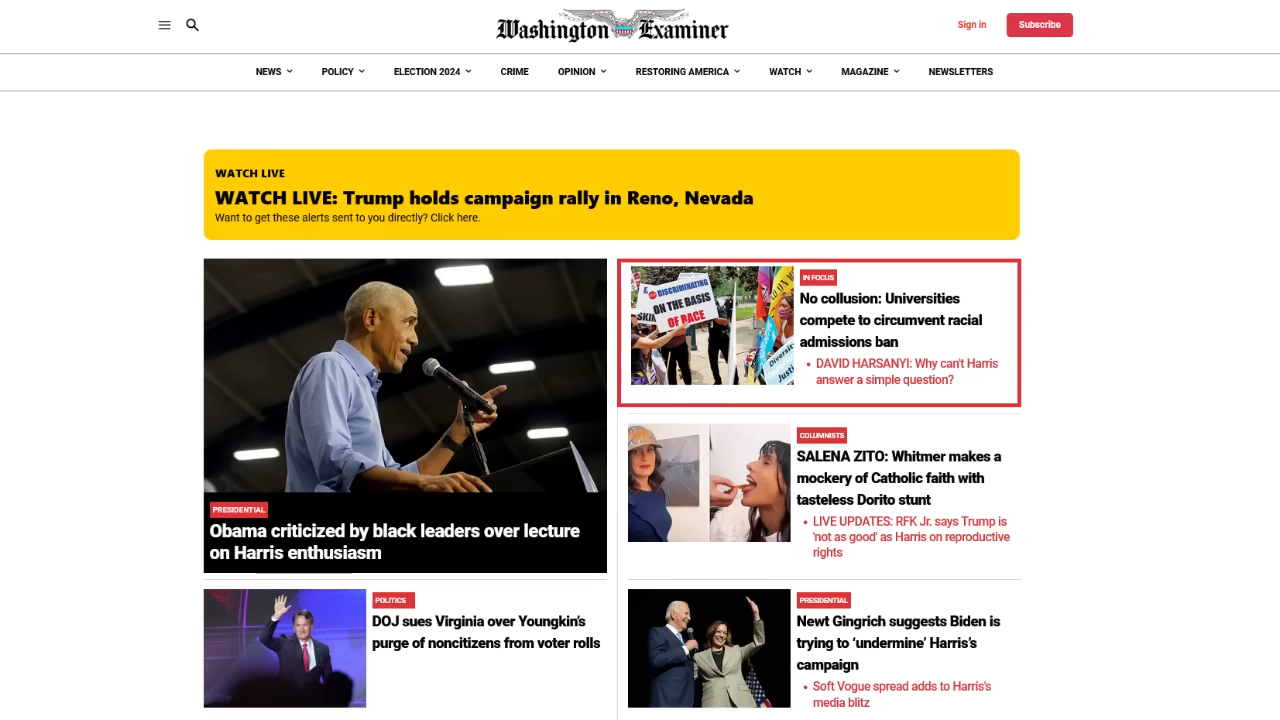 Washington Examiner
Sign in
Subscribe
NEWS
POLICY
ELECTION 2024
CRIME
OPINION
RESTORING AMERICA
WATCH
MAGAZINE
NEWSLETTERS
WATCH LIVE
WATCH LIVE: Trump holds campaign rally in Reno, Nevada
Want to get these alerts sent to you directly? Click here.
PRESIDENTIAL
Obama criticized by black leaders over lecture
on Harris enthusiasm
POLITICS
DOJ sues Virginia over Youngkin's
purge of noncitizens from voter rolls
DISCRIMINATING
ON THE BASIS
OF RACE
IN FOCUS
No collusion: Universities
compete to circumvent racial
admissions ban
• DAVID HARSANYI: Why can't Harris
answer a simple question?
COLUMNISTS
SALENA ZITO: Whitmer makes a
mockery of Catholic faith with
tasteless Dorito stunt
• LIVE UPDATES: RFK Jr. says Trump is
'not as good' as Harris on reproductive
rights
PRESIDENTIAL
Newt Gingrich suggests Biden is
trying to ‘undermine’ Harris’s
campaign
• Soft Vogue spread adds to Harris's
media blitz